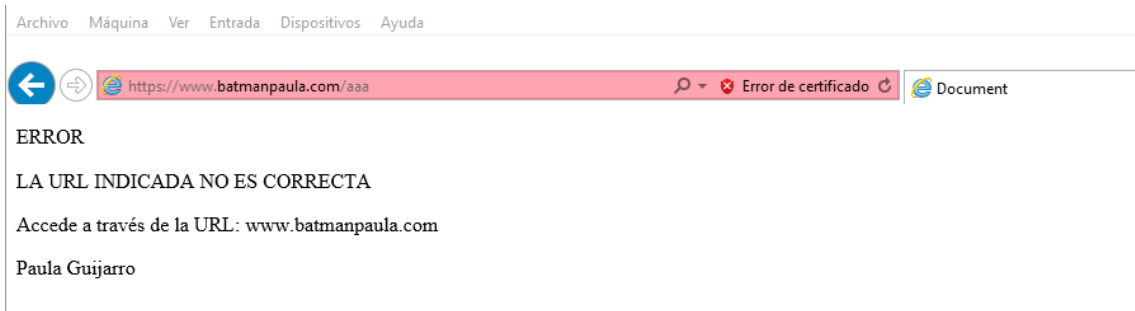 Archivo Máquina Ver Entrada Dispositivos Ayuda
https://www.batmanpaula.com/aaa Error de certificado Document
ERROR
LA URL INDICADA NO ES CORRECTA
Accede a través de la URL: www.batmanpaula.com
Paula Guijarro